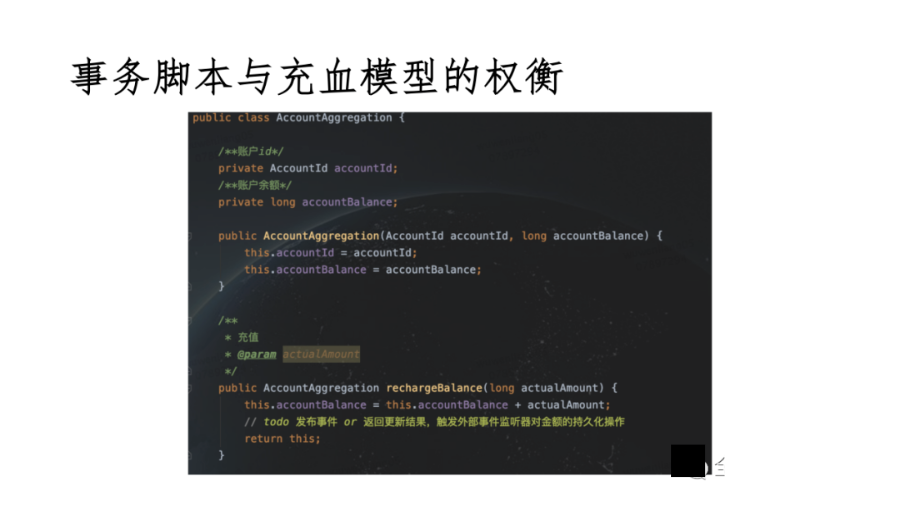 事务脚本与充血模型的权衡
public class AccountAggregation {
/**账户id*/
private AccountId accountId;
/**账户余额*/
private long accountBalance;
public AccountAggregation(AccountId accountId, long accountBalance) {
this.accountId = accountId;
this.accountBalance = accountBalance;
}
/**
* 充值
* @param actualAmount
*/
public AccountAggregation rechargeBalance(long actualAmount) {
this.accountBalance = this.accountBalance + actualAmount;
// todo 发布事件 or 返回更新结果，触发外部事件监听器对金额的持久化操作
return this;
}